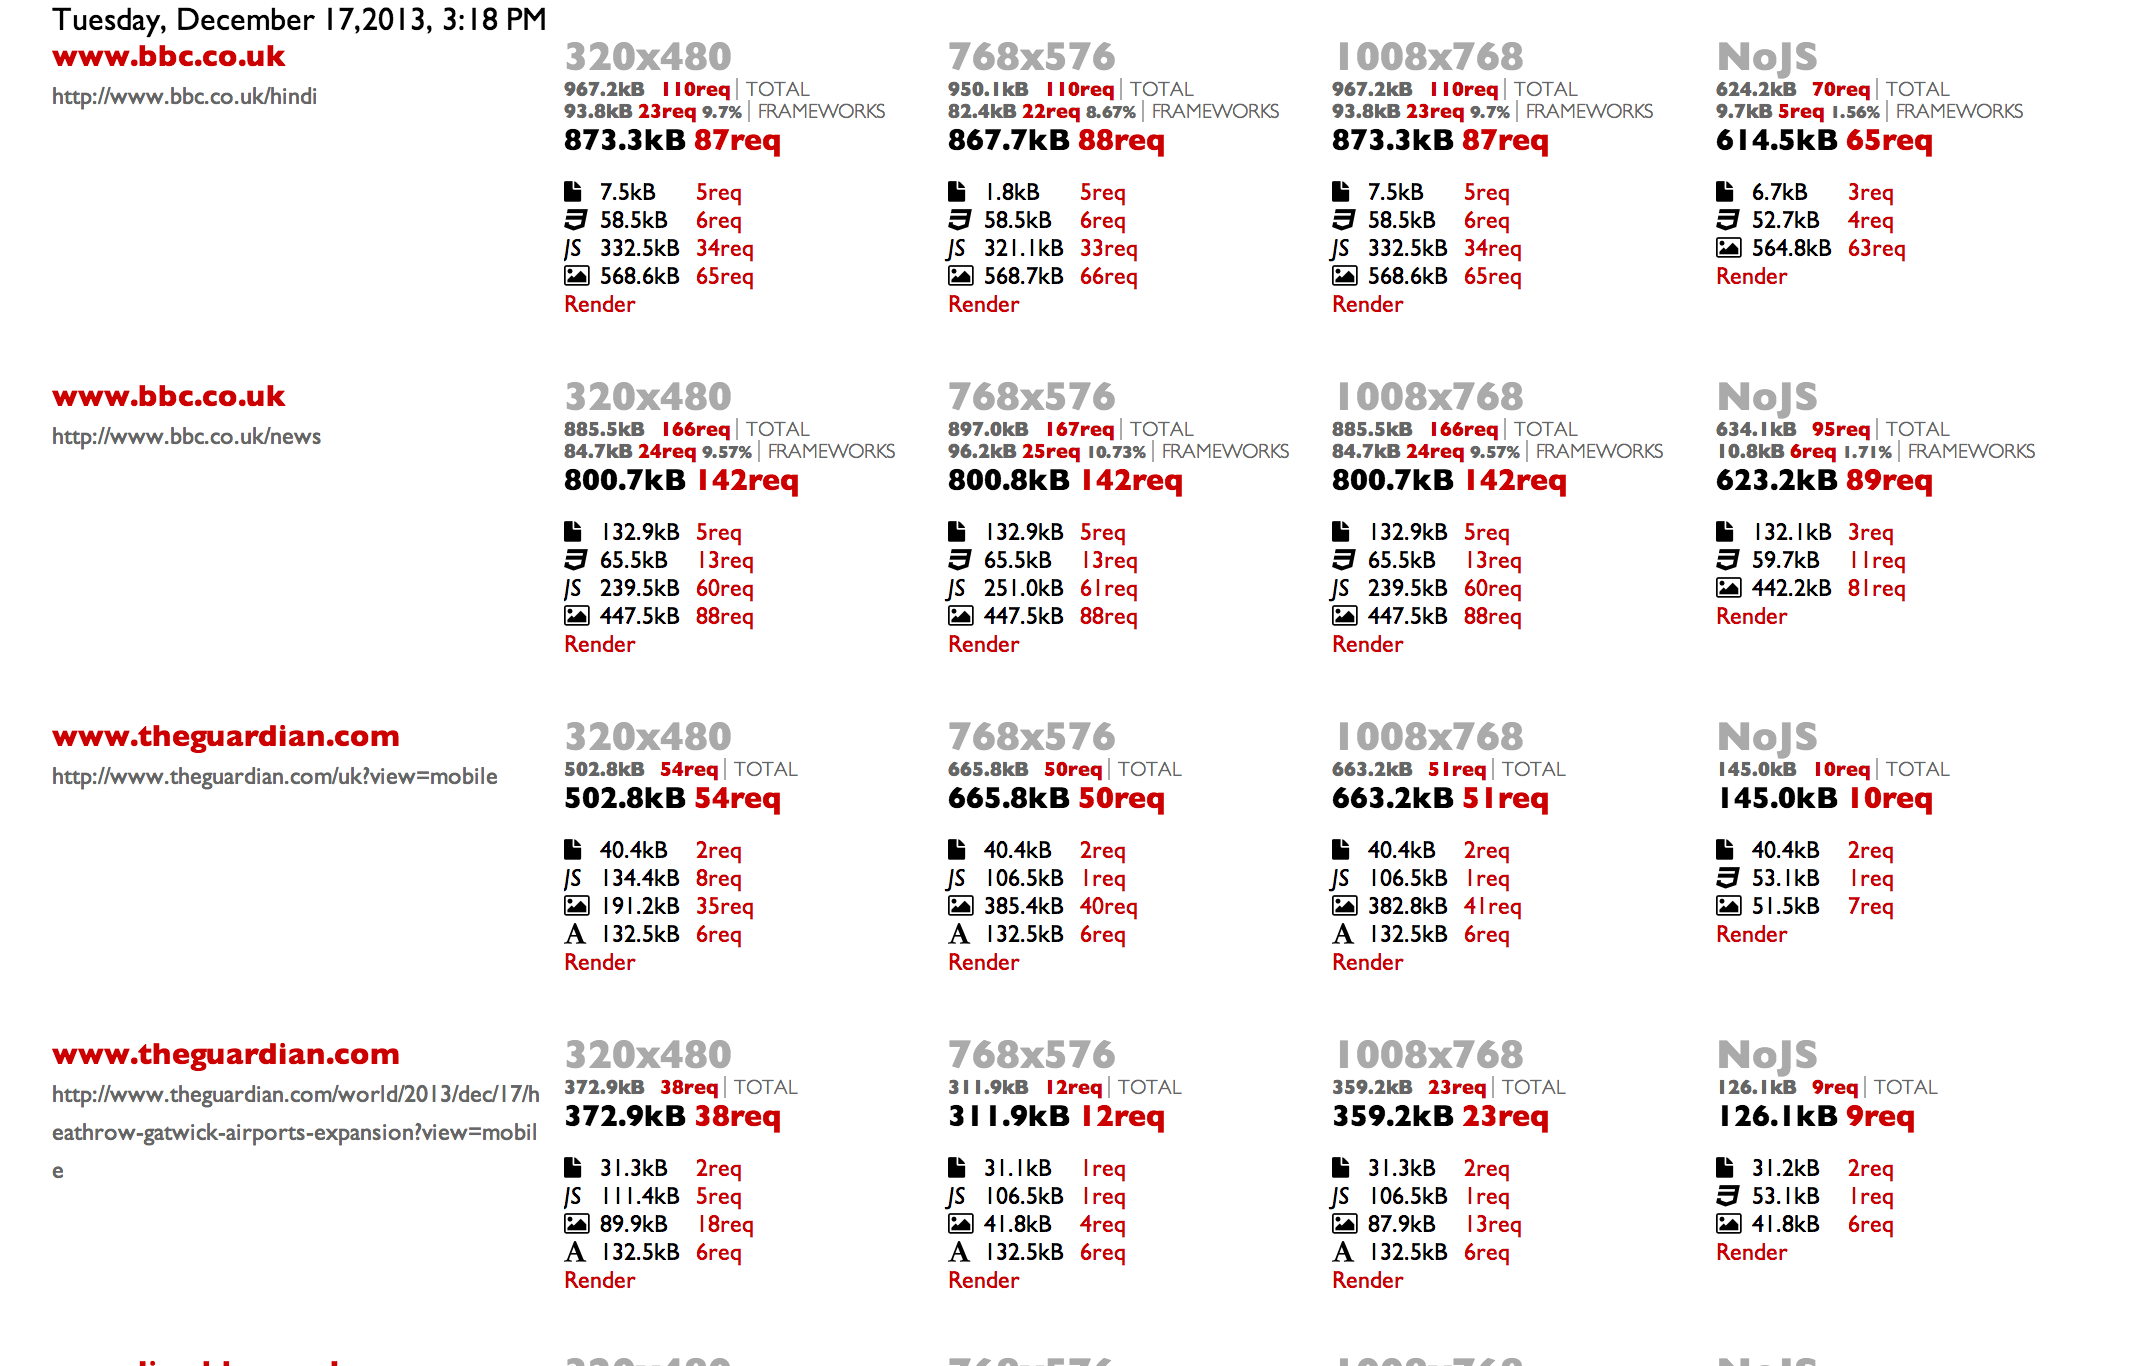 Tuesday, December 17,2013, 3:18 PM
www.bbc.co.uk
http://www.bbc.co.uk/hindi
320x480
967.2kB 110req | TOTAL
93.8kB 23req 9.7% | FRAMEWORKS
873.3kB 87req
7.5kB 5req
58.5kB 6req
JS 332.5kB 34req
568.6kB 65req
Render
768x576
950.1kB 110req | TOTAL
82.4kB 22req 8.67% | FRAMEWORKS
867.7kB 88req
1.8kB 5req
58.5kB 6req
JS 321.1kB 33req
568.7kB 66req
Render
1008x768
967.2kB 110req | TOTAL
93.8kB 23req 9.7% | FRAMEWORKS
873.3kB 87req
7.5kB 5req
58.5kB 6req
JS 332.5kB 34req
568.6kB 65req
Render
NoJS
624.2kB 70req | TOTAL
9.7kB 5req 1.56% | FRAMEWORKS
614.5kB 65req
6.7kB 3req
52.7kB 4req
564.8kB 63req
Render
www.bbc.co.uk
http://www.bbc.co.uk/news
320x480
885.5kB 166req | TOTAL
84.7kB 24req 9.57% | FRAMEWORKS
800.7kB 142req
132.9kB 5req
65.5kB 13req
JS 239.5kB 60req
447.5kB 88req
Render
768x576
897.0kB 167req | TOTAL
96.2kB 25req 10.73% | FRAMEWORKS
800.8kB 142req
132.9kB 5req
65.5kB 13req
JS 251.0kB 61req
447.5kB 88req
Render
1008x768
885.5kB 166req | TOTAL
84.7kB 24req 9.57% | FRAMEWORKS
800.7kB 142req
132.9kB 5req
65.5kB 13req
JS 239.5kB 60req
447.5kB 88req
Render
NoJS
634.1kB 95req | TOTAL
10.8kB 6req 1.71% | FRAMEWORKS
623.2kB 89req
132.1kB 3req
59.7kB 11req
442.2kB 81req
Render
www.theguardian.com
http://www.theguardian.com/uk?view=mobile
320x480
502.8kB 54req | TOTAL
502.8kB 54req
40.4kB 2req
JS 134.4kB 8req
191.2kB 35req
A 132.5kB 6req
Render
768x576
665.8kB 50req | TOTAL
665.8kB 50req
40.4kB 2req
JS 106.5kB 1req
385.4kB 40req
A 132.5kB 6req
Render
1008x768
663.2kB 51req | TOTAL
663.2kB 51req
40.4kB 2req
JS 106.5kB 1req
382.8kB 41req
A 132.5kB 6req
Render
NoJS
145.0kB 10req | TOTAL
145.0kB 10req
40.4kB 2req
53.1kB 1req
51.5kB 7req
Render
www.theguardian.com
http://www.theguardian.com/world/2013/dec/17/h
eathrow-gatwick-airports-expansion?view=mobil
e
320x480
372.9kB 38req | TOTAL
372.9kB 38req
31.3kB 2req
JS 111.4kB 5req
89.9kB 18req
A 132.5kB 6req
Render
768x576
311.9kB 12req | TOTAL
311.9kB 12req
31.1kB 1req
JS 106.5kB 1req
41.8kB 4req
A 132.5kB 6req
Render
1008x768
359.2kB 23req | TOTAL
359.2kB 23req
31.3kB 2req
JS 106.5kB 1req
87.9kB 13req
A 132.5kB 6req
Render
NoJS
126.1kB 9req | TOTAL
126.1kB 9req
31.2kB 2req
53.1kB 1req
41.8kB 6req
Render